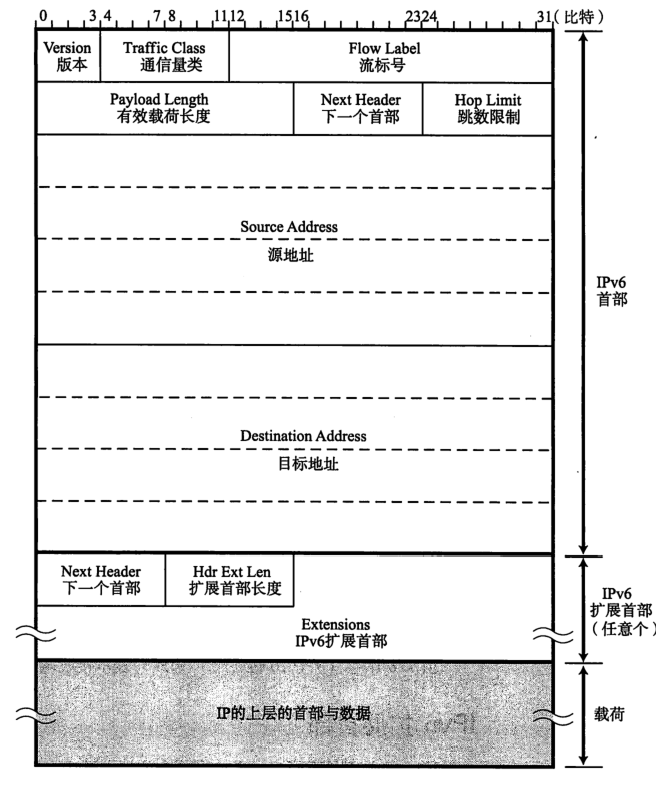 0 3 4 7 8 11 12 15 16 23 24 31(比特)
Version Traffic Class Flow Label
版本 通信量类 流标号
Payload Length Next Header Hop Limit
有效载荷长度 下一个首部 跳数限制
Source Address
源地址
IPv6
首部
Destination Address
目标地址
Next Header Hdr Ext Len
下一个首部 扩展首部长度
IPv6
扩展首部
(任意个)
Extensions
IPv6扩展首部
IP的上层的首部与数据
载荷